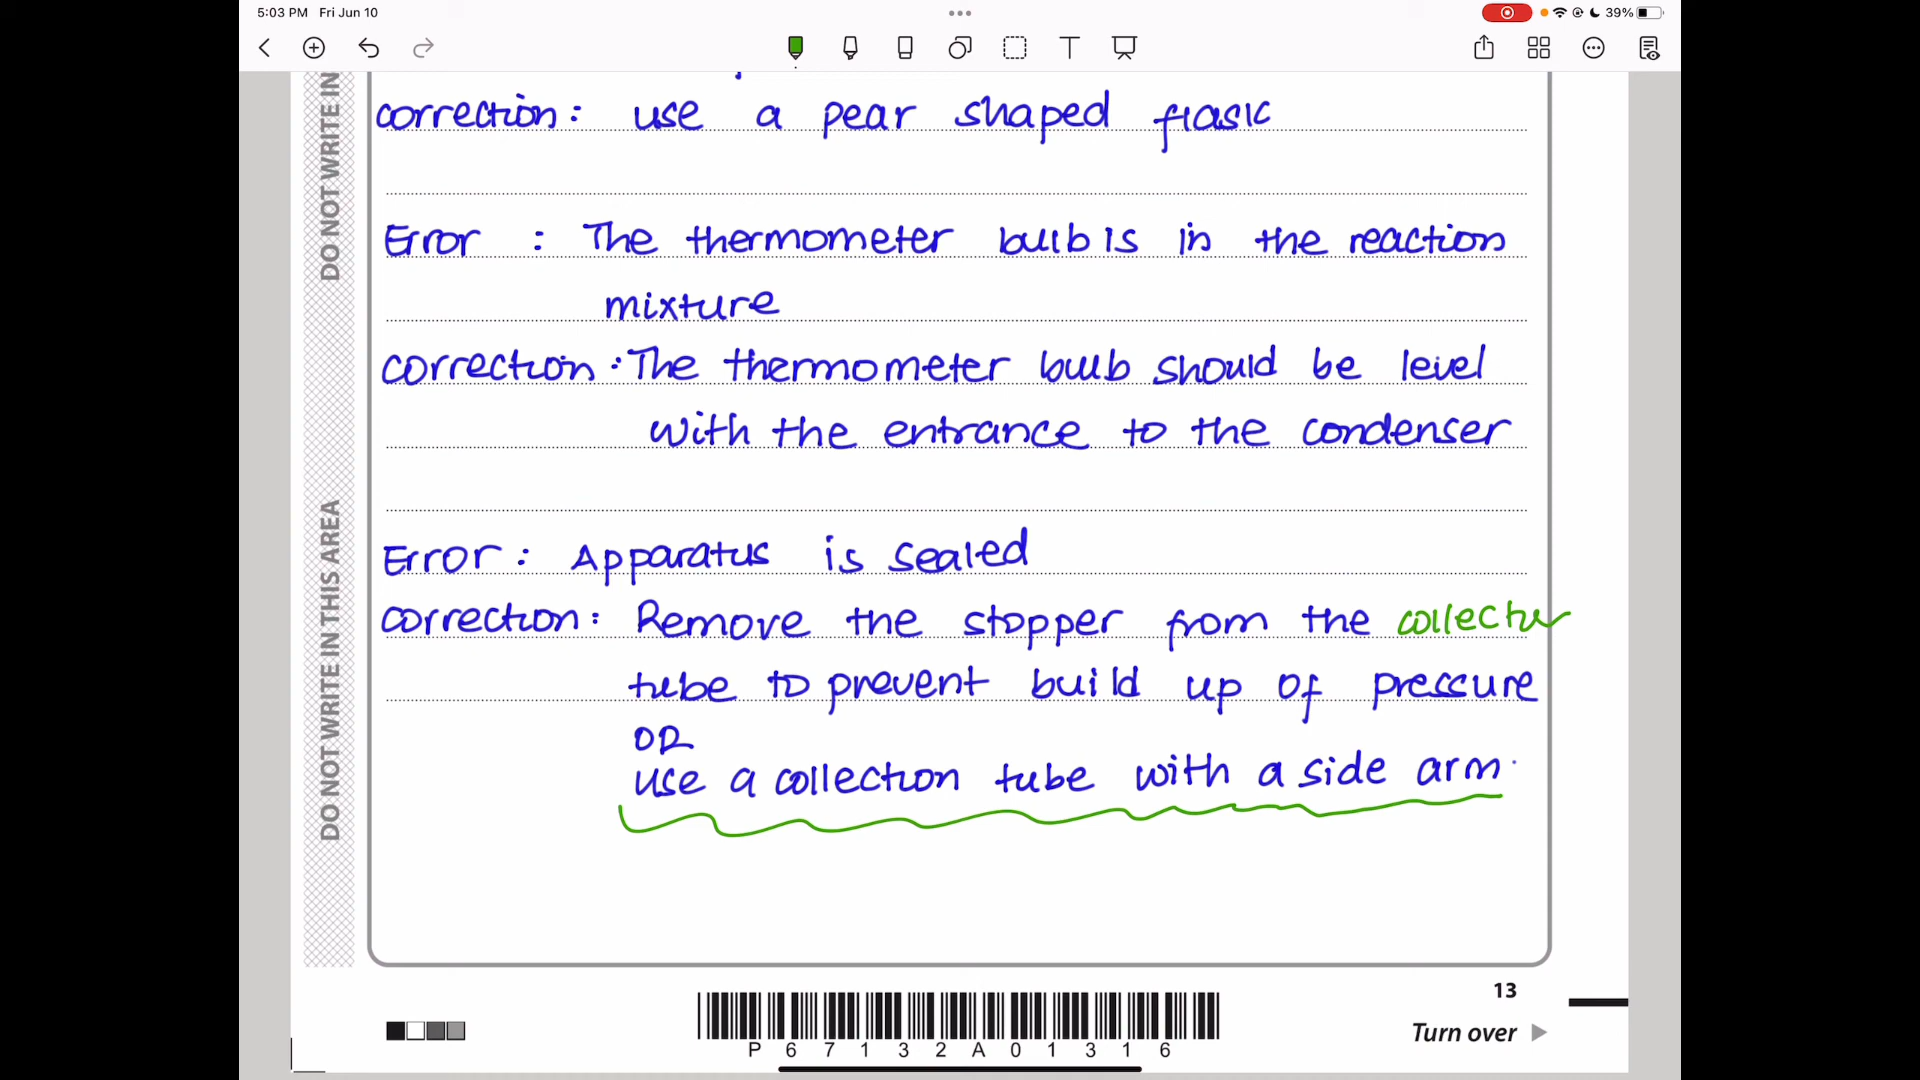 5:03 PM Fri Jun 10
39%
correction: use a pear shaped flask
Error : The thermometer bulb is in the reaction
mixture
correction: The thermometer bulb should be level
with the entrance to the condenser
Error: Apparatus is sealed
correction: Remove the stopper from the
tube to prevent build up of pressure
OR
use a collection tube with a side arm.
DO NOT WRITE IN
DO NOT WRITE IN THIS AREA
13
P 6 7 1 3 2 A 0 1 3 1 6
Turn over